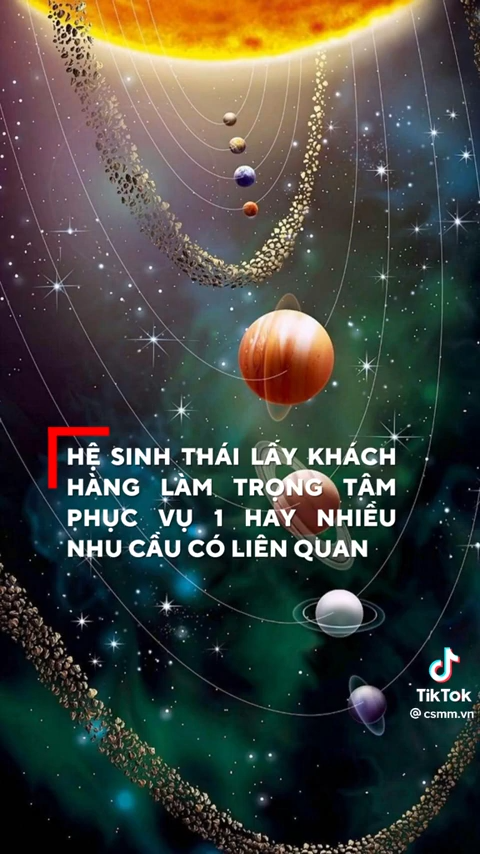 HỆ SINH THÁI LẤY KHÁCH
HÀNG LÀM TRỌNG TÂM
PHỤC VỤ 1 HAY NHIỀU
NHU CẦU CÓ LIÊN QUAN
TikTok
@csmm.vn